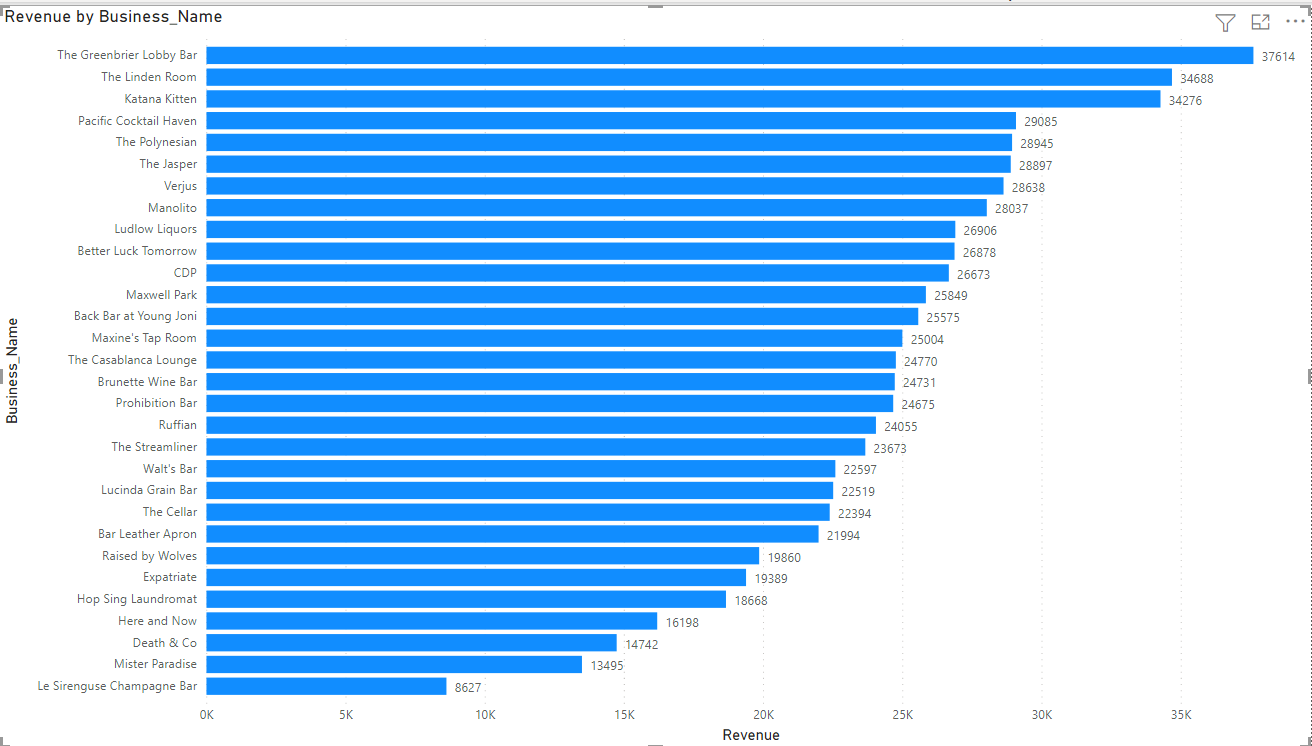 Revenue by Business_Name
The Greenbrier Lobby Bar 37614
The Linden Room 34688
Katana Kitten 34276
Pacific Cocktail Haven 29085
The Polynesian 28945
The Jasper 28897
Verjus 28638
Manolito 28037
Ludlow Liquors 26906
Better Luck Tomorrow 26878
CDP 26673
Maxwell Park 25849
Back Bar at Young Joni 25575
Maxine's Tap Room 25004
The Casablanca Lounge 24770
Brunette Wine Bar 24731
Prohibition Bar 24675
Ruffian 24055
The Streamliner 23673
Walt's Bar 22597
Lucinda Grain Bar 22519
The Cellar 22394
Bar Leather Apron 21994
Raised by Wolves 19860
Expatriate 19389
Hop Sing Laundromat 18668
Here and Now 16198
Death & Co 14742
Mister Paradise 13495
Le Sirenguse Champagne Bar 8627
0K 5K 10K 15K 20K 25K 30K 35K
Revenue
Business_Name